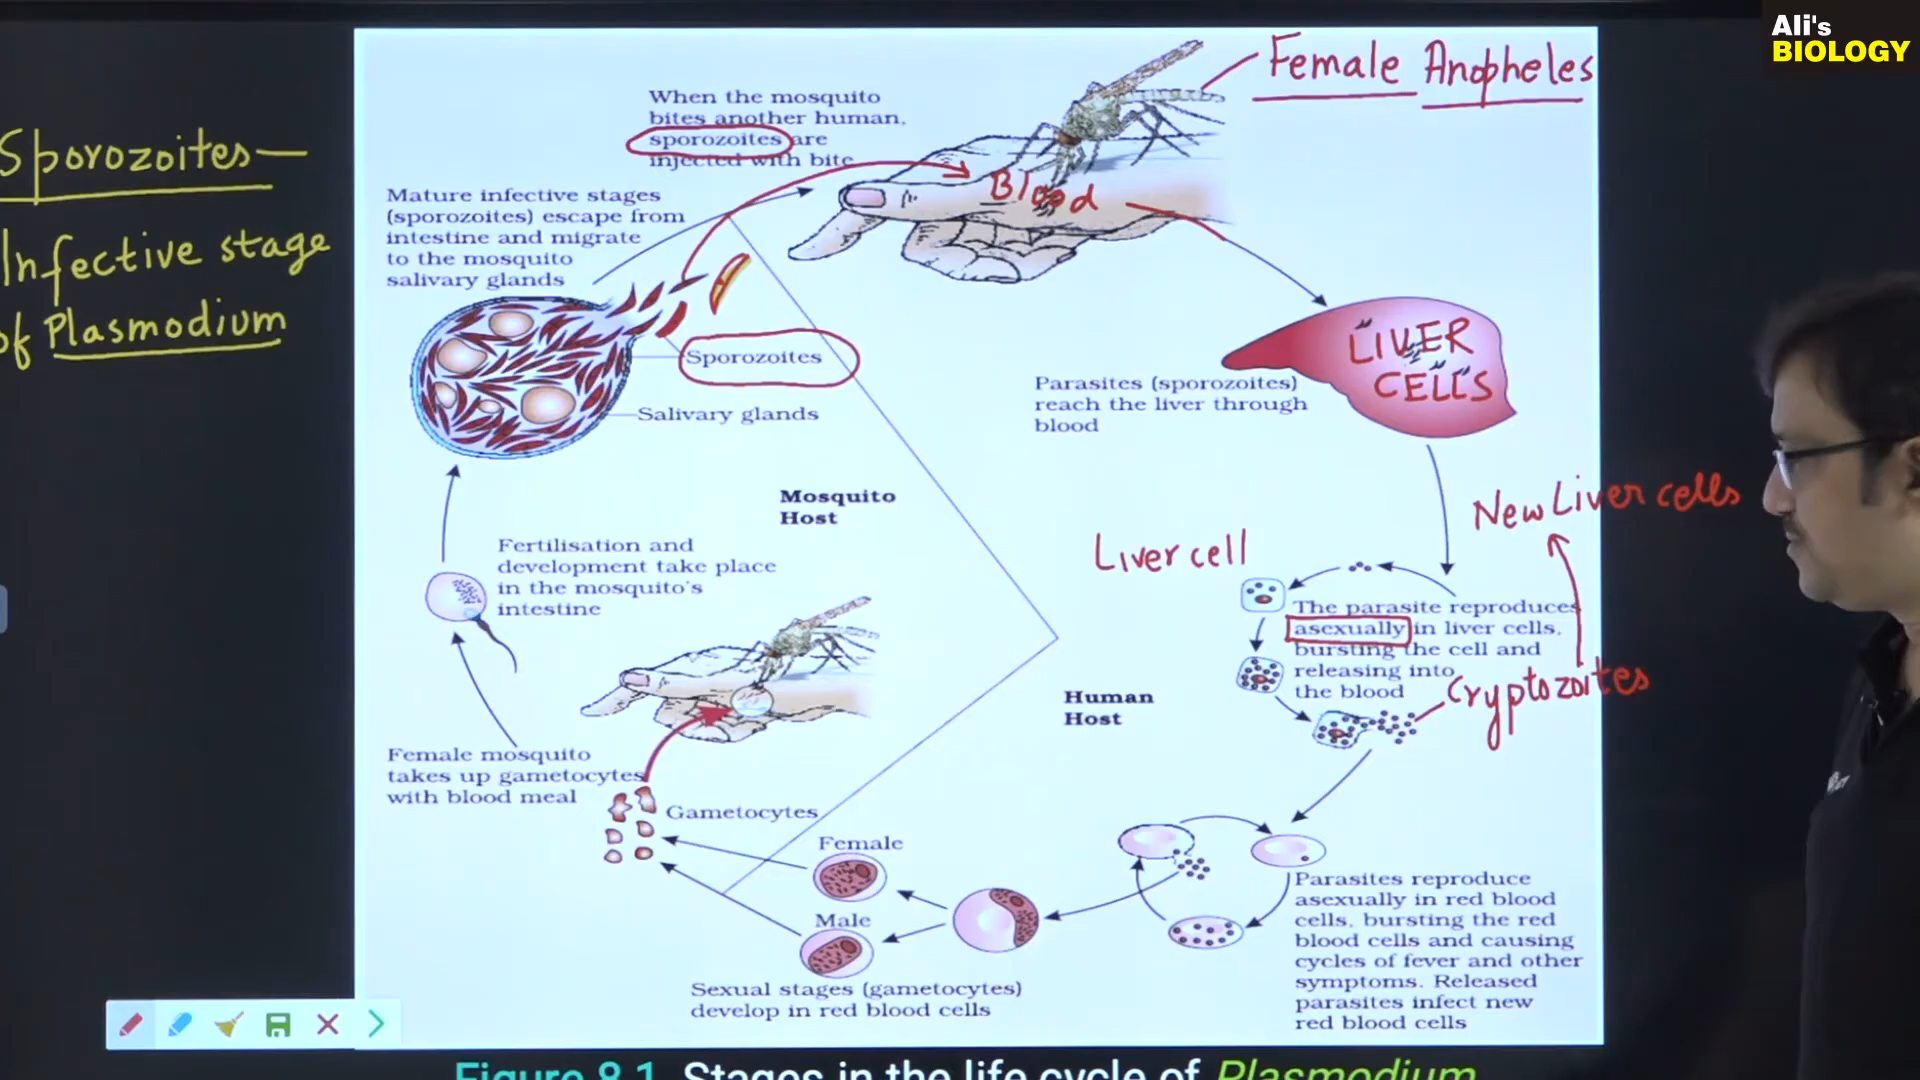 Ali's
BIOLOGY
Female Anopheles
Sporozoites—
Infective stage
of Plasmodium
When the mosquito
bites another human,
sporozoites are
injected with bite
Blood
Mature infective stages
(sporozoites) escape from
intestine and migrate
to the mosquito
salivary glands
Sporozoites
Salivary glands
LIVER
CELLS
Parasites (sporozoites)
reach the liver through
blood
Mosquito
Host
New Liver cells
Liver cell
Fertilisation and
development take place
in the mosquito's
intestine
The parasite reproduces
asexually in liver cells,
bursting the cell and
releasing into
the blood
Cryptozoites
Human
Host
Female mosquito
takes up gametocytes
with blood meal
Gametocytes
Female
Male
Sexual stages (gametocytes)
develop in red blood cells
Parasites reproduce
asexually in red blood
cells, bursting the red
blood cells and causing
cycles of fever and other
symptoms. Released
parasites infect new
red blood cells
Figure 8.1 Stages in the life cycle of Plasmodium